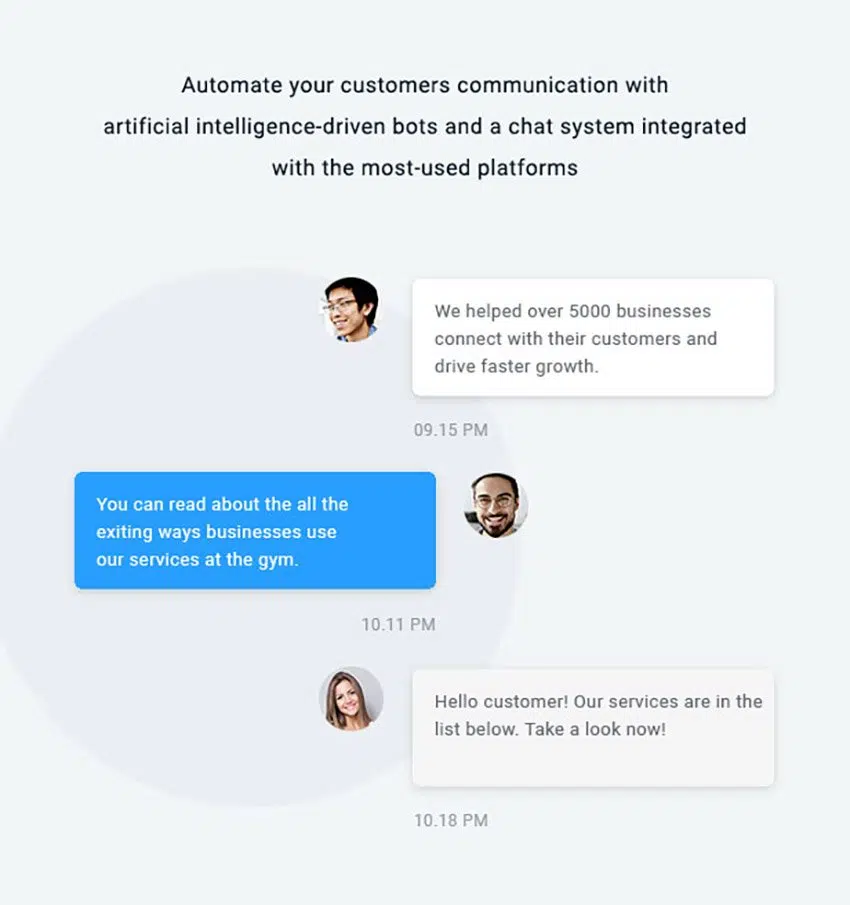 Automate your customers communication with
artificial intelligence-driven bots and a chat system integrated
with the most-used platforms
We helped over 5000 businesses
connect with their customers and
drive faster growth.
09.15 PM
You can read about the all the
exiting ways businesses use
our services at the gym.
10.11 PM
Hello customer! Our services are in the
list below. Take a look now!
10.18 PM